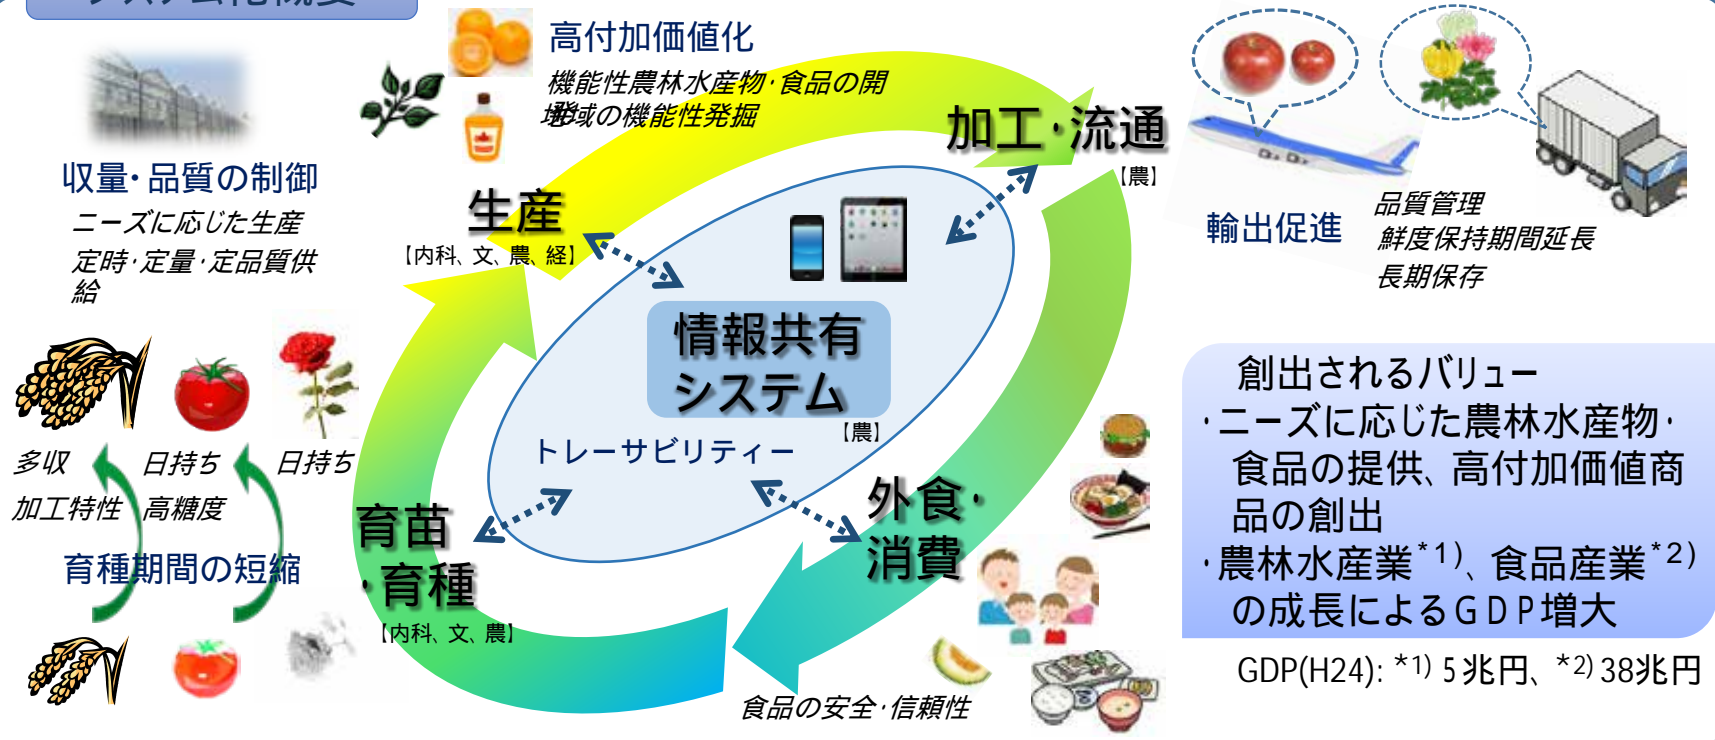 システム化概要
高付加価値化
機能性農林水産物・食品の開
発
地域の機能性発掘
収量・品質の制御
ニーズに応じた生産
定時・定量・定品質供
給
生産
【内科、文、農、経】
加工・流通
【農】
輸出促進
品質管理
鮮度保持期間延長
長期保存
情報共有
システム
【農】
トレーサビリティー
多収
日持ち
日持ち
加工特性
高糖度
育種期間の短縮
育苗
・育種
【内科、文、農】
外食・
消費
食品の安全・信頼性
創出されるバリュー
・ニーズに応じた農林水産物・
食品の提供、高付加価値商
品の創出
・農林水産業*1)、食品産業*2)
の成長によるGDP増大
GDP(H24): *1) 5兆円、*2) 38兆円